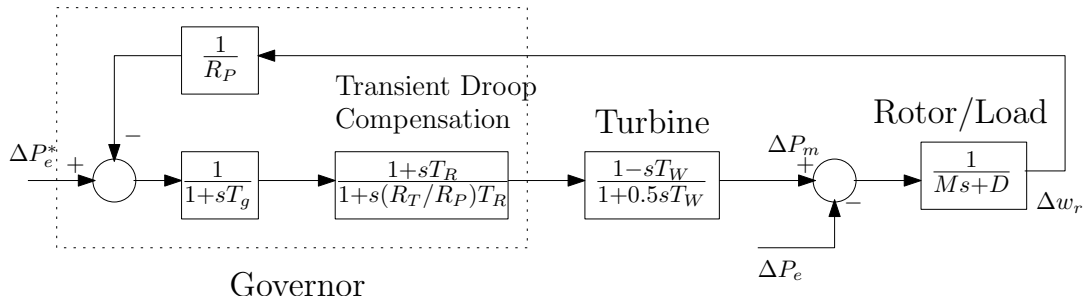 1
R_P
Transient Droop
Compensation
Turbine
Rotor/Load
ΔP_e^*
+
−
1
1+sT_g
1+sT_R
1+s(R_T/R_P)T_R
1−sT_W
1+0.5sT_W
ΔP_m
+
−
1
Ms+D
Δw_r
ΔP_e
Governor